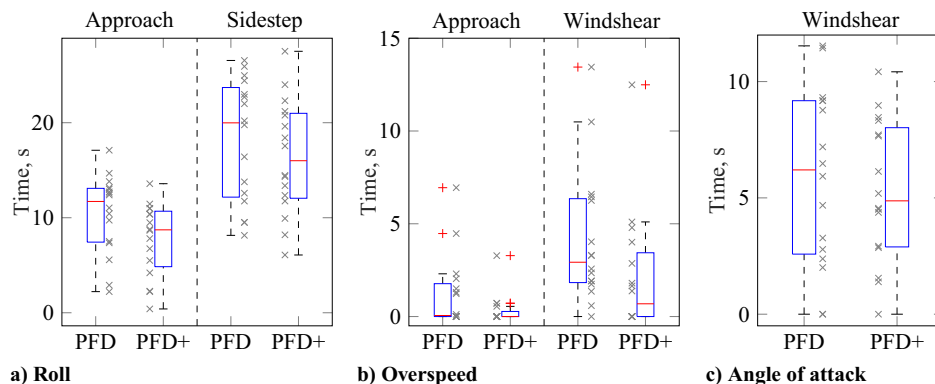 Approach Sidestep
Time, s
20
10
0
PFD PFD+ PFD PFD+
a) Roll
Approach Windshear
Time, s
15
10
5
0
PFD PFD+ PFD PFD+
b) Overspeed
Windshear
Time, s
10
5
0
PFD PFD+
c) Angle of attack